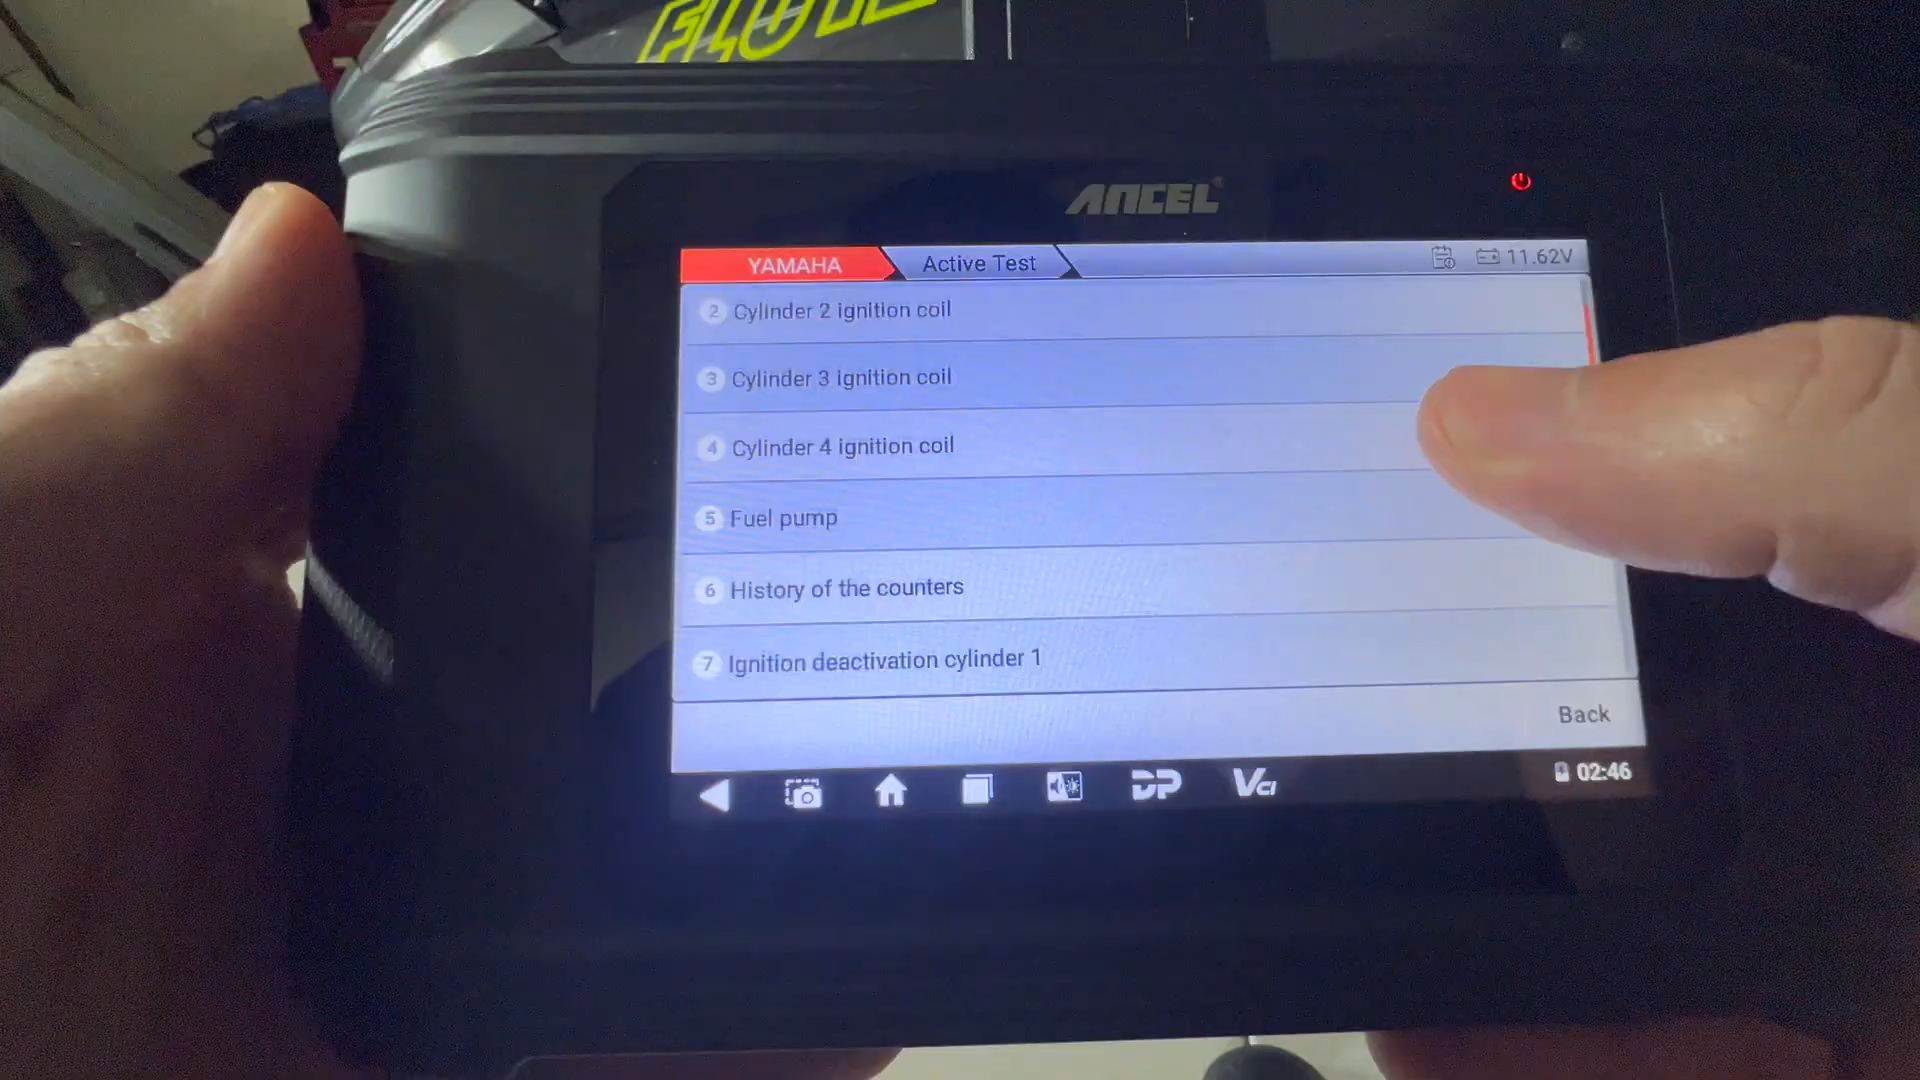 ANCEL
YAMAHA
Active Test
11.62V
2 Cylinder 2 ignition coil
3 Cylinder 3 ignition coil
4 Cylinder 4 ignition coil
5 Fuel pump
6 History of the counters
7 Ignition deactivation cylinder 1
Back
DP
VCI
02:46